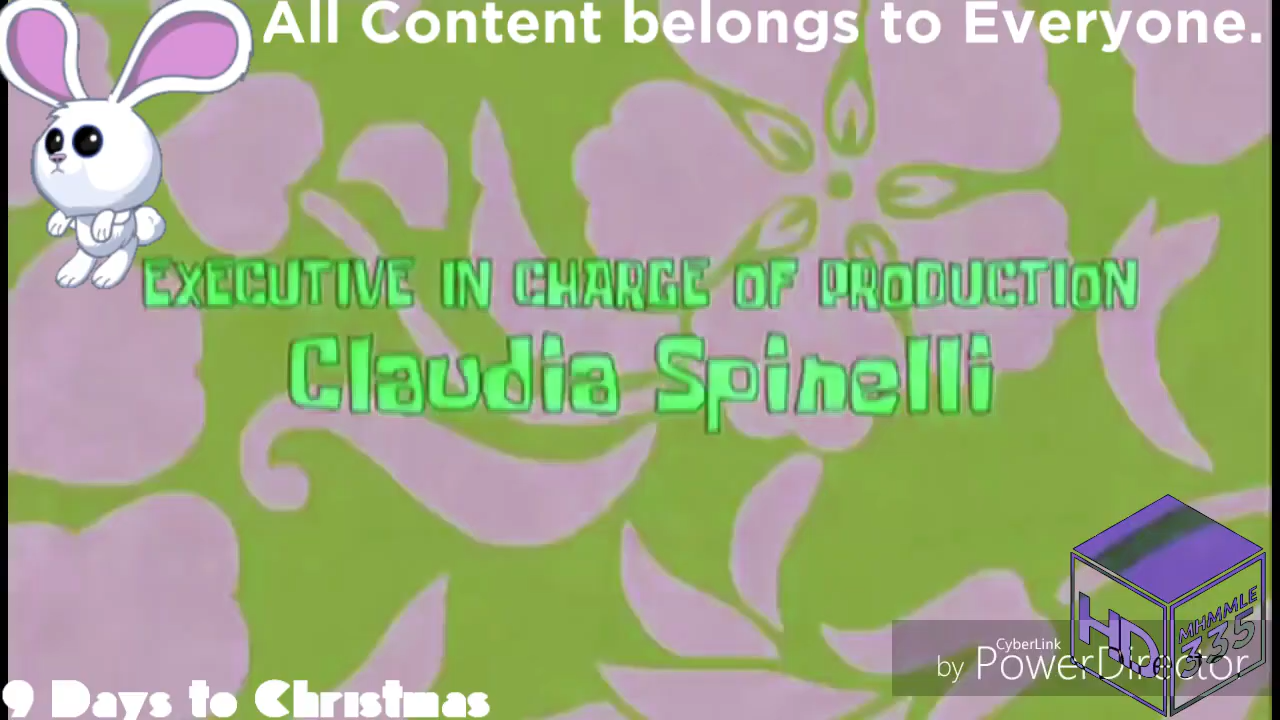 All Content belongs to Everyone.
EXECUTIVE IN CHARGE OF PRODUCTION
Claudia Spinelli
HD
MHMMLE
335
CyberLink
by PowerDirector
9 Days to Christmas